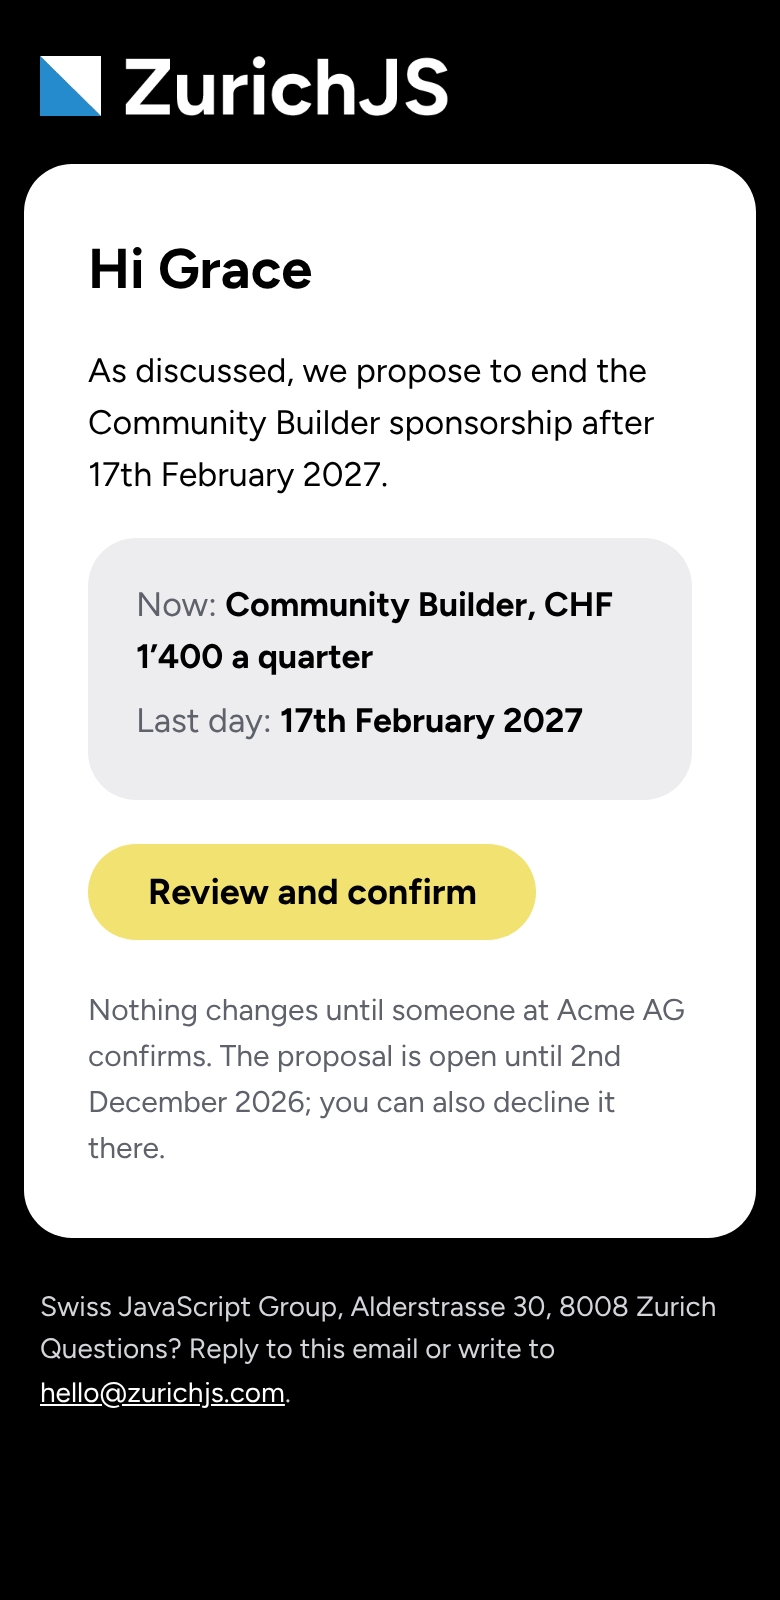 ZurichJS
Hi Grace
As discussed, we propose to end the
Community Builder sponsorship after
17th February 2027.
Now: Community Builder, CHF
1’400 a quarter
Last day: 17th February 2027
Review and confirm
Nothing changes until someone at Acme AG
confirms. The proposal is open until 2nd
December 2026; you can also decline it
there.
Swiss JavaScript Group, Alderstrasse 30, 8008 Zurich
Questions? Reply to this email or write to
hello@zurichjs.com.